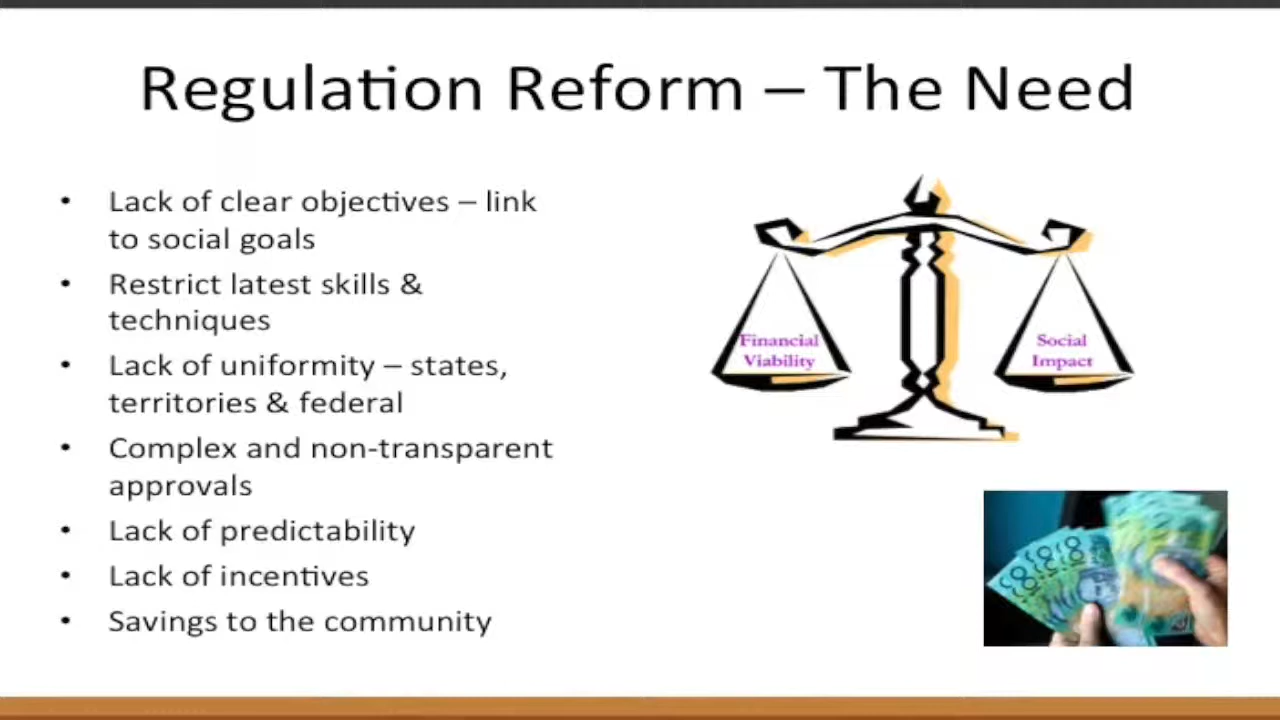 Regulation Reform – The Need
• Lack of clear objectives – link
to social goals
• Restrict latest skills &
techniques
• Lack of uniformity – states,
territories & federal
• Complex and non-transparent
approvals
• Lack of predictability
• Lack of incentives
• Savings to the community
Financial
Viability
Social
Impact